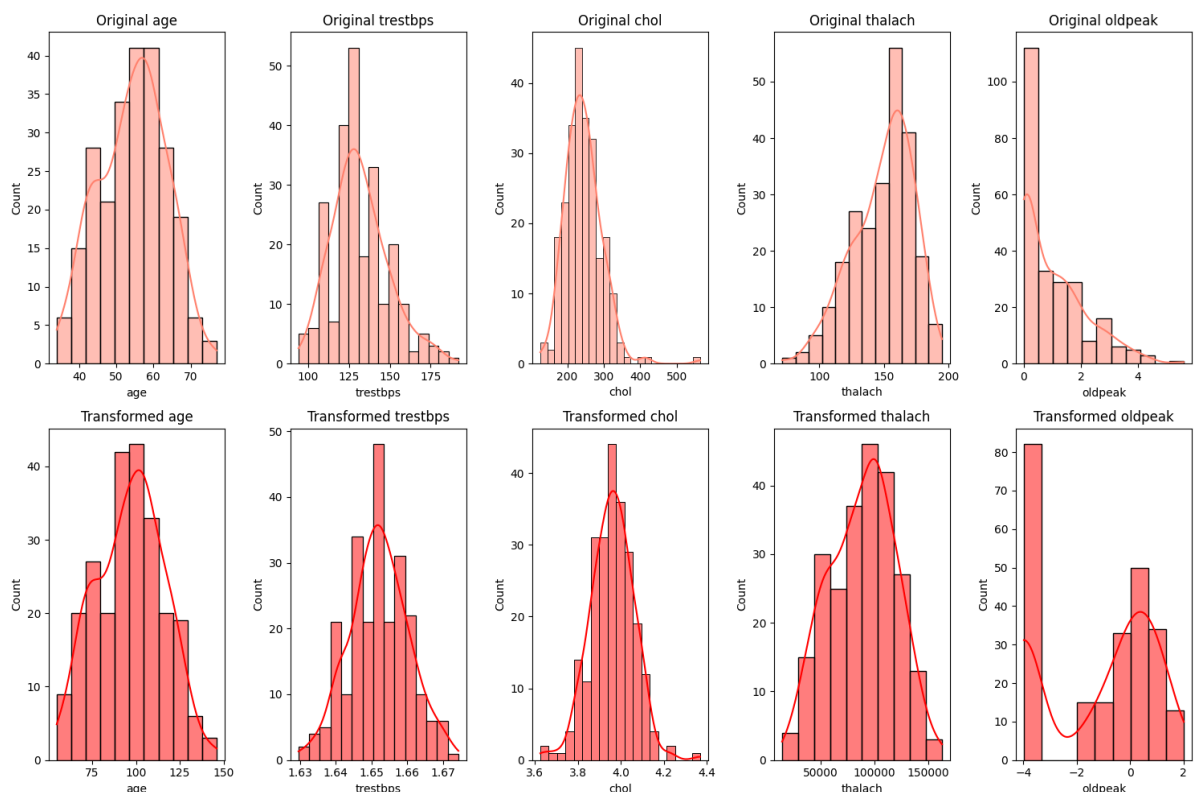 Original age
Original trestbps
Original chol
Original thalach
Original oldpeak
Count
40
35
30
25
20
15
10
5
0
40 50 60 70
age
Count
50
40
30
20
10
0
100 125 150 175
trestbps
Count
40
30
20
10
0
200 300 400 500
chol
Count
50
40
30
20
10
0
100 150 200
thalach
Count
100
80
60
40
20
0
0 2 4
oldpeak
Transformed age
Transformed trestbps
Transformed chol
Transformed thalach
Transformed oldpeak
Count
40
30
20
10
0
75 100 125 150
age
Count
50
40
30
20
10
0
1.63 1.64 1.65 1.66 1.67
trestbps
Count
40
30
20
10
0
3.6 3.8 4.0 4.2 4.4
chol
Count
40
30
20
10
0
50000 100000 150000
thalach
Count
80
70
60
50
40
30
20
10
0
−4 −2 0 2
oldpeak